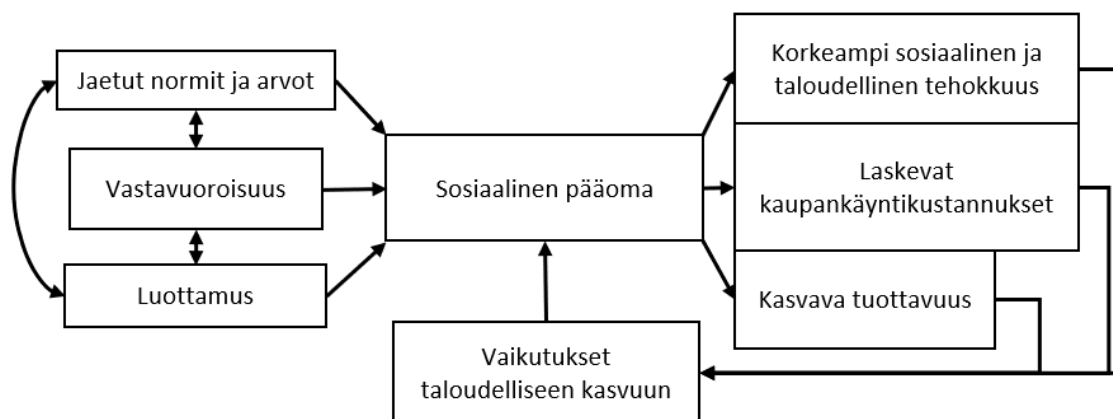 Jaetut normit ja arvot
Vastavuoroisuus
Luottamus
Sosiaalinen pääoma
Korkeampi sosiaalinen ja
taloudellinen tehokkuus
Laskevat
kaupankäyntikustannukset
Kasvava tuottavuus
Vaikutukset
taloudelliseen kasvuun